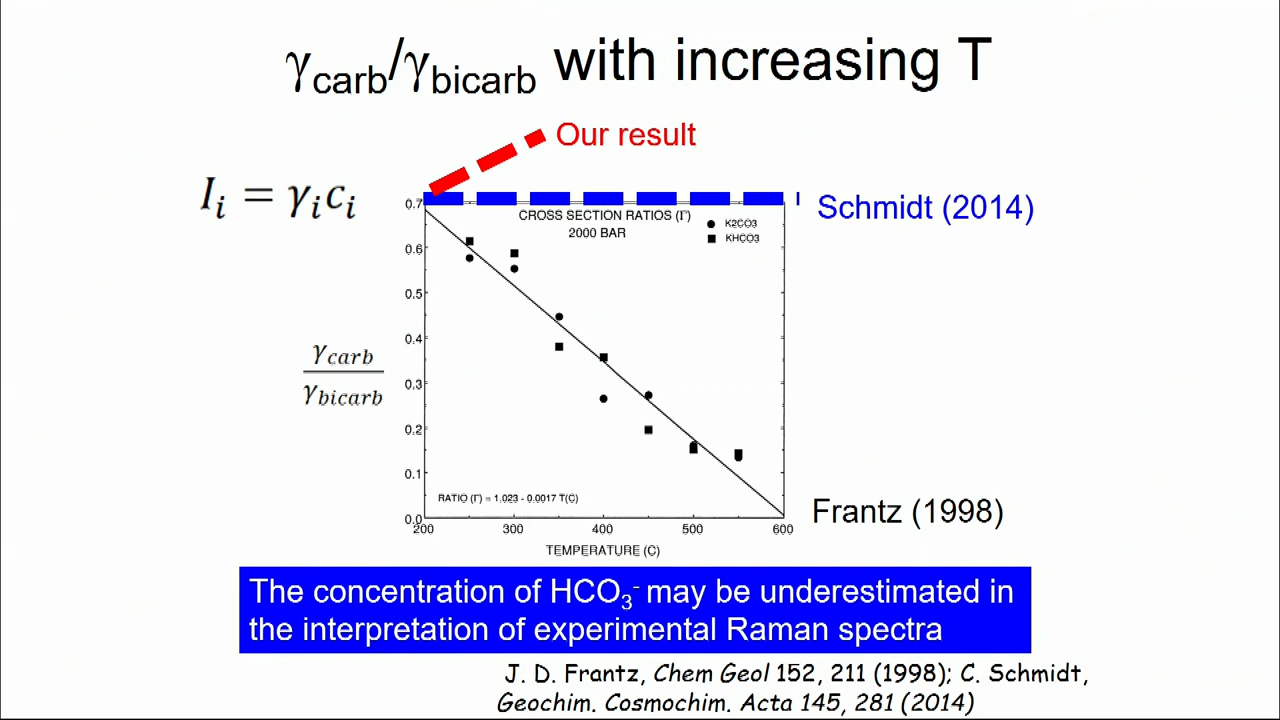 γcarb/γbicarb with increasing T
Our result
Iᵢ = γᵢcᵢ
Schmidt (2014)
0.7
CROSS SECTION RATIOS (Γ)
2000 BAR
K2CO3
KHCO3
0.6
0.5
0.4
γcarb
γbicarb
0.3
0.2
0.1
RATIO (Γ) = 1.023 - 0.0017 T(C)
0.0
200 300 400 500 600
TEMPERATURE (C)
Frantz (1998)
The concentration of HCO₃⁻ may be underestimated in
the interpretation of experimental Raman spectra
J. D. Frantz, Chem Geol 152, 211 (1998); C. Schmidt,
Geochim. Cosmochim. Acta 145, 281 (2014)